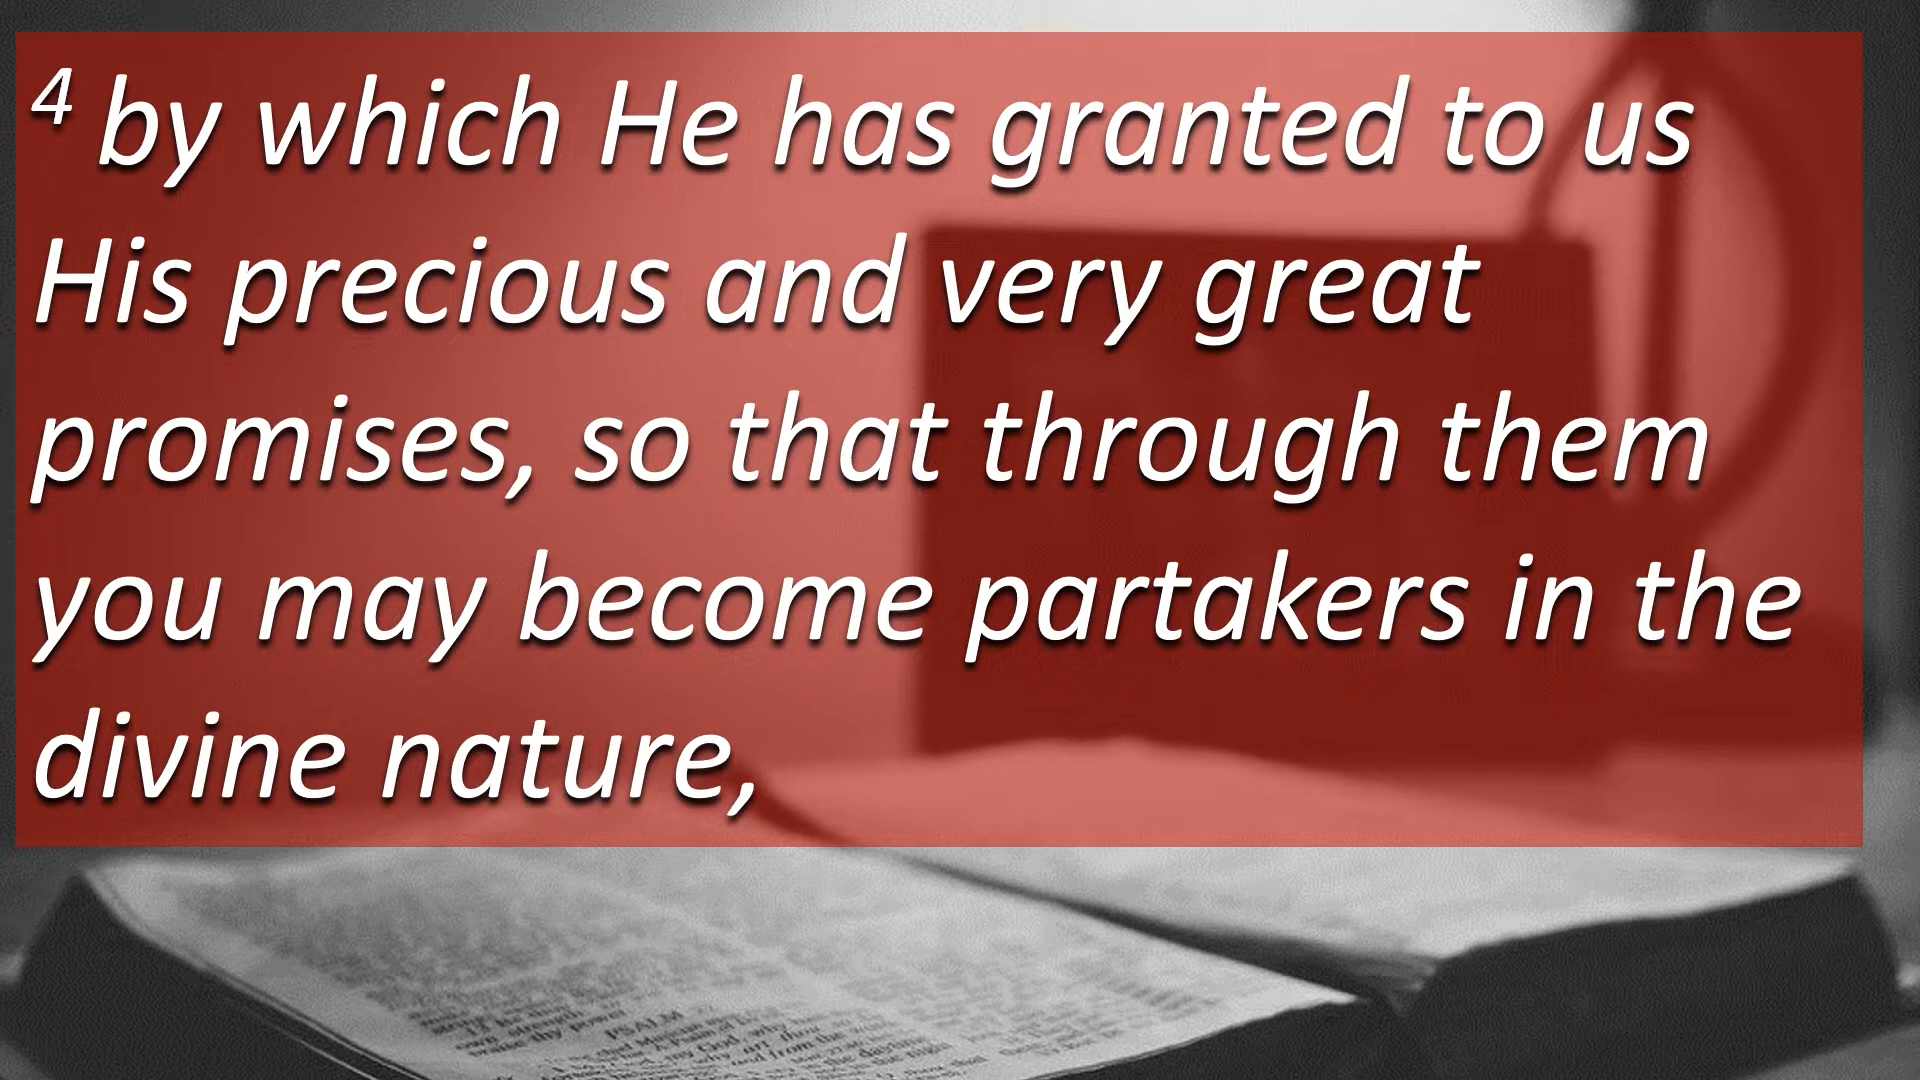 4 by which He has granted to us
His precious and very great
promises, so that through them
you may become partakers in the
divine nature,
PSALM